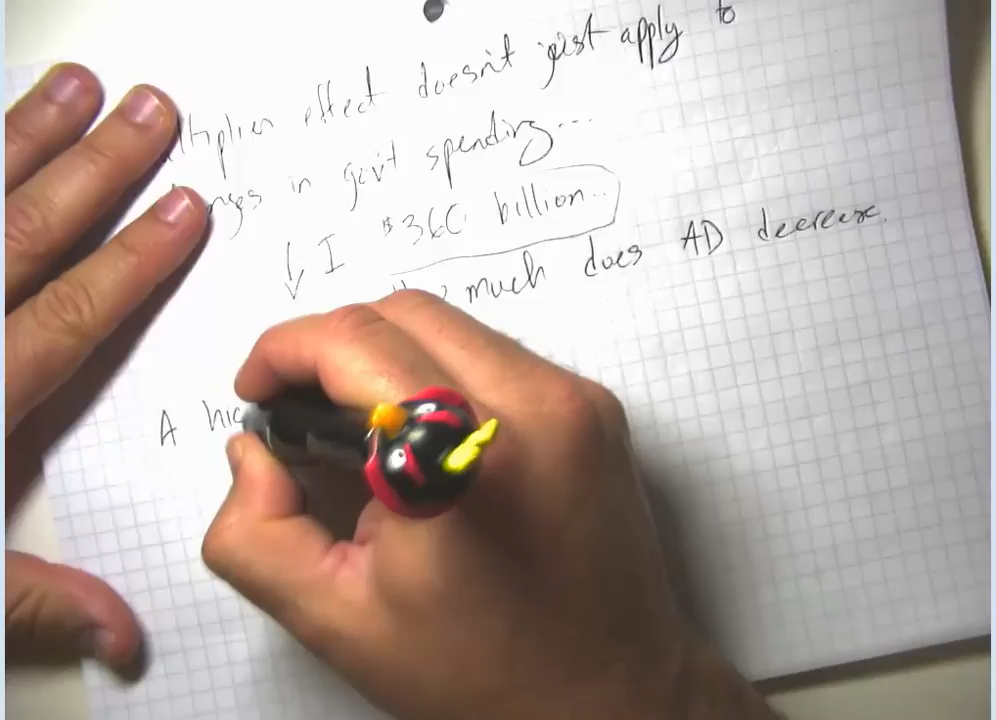 effect doesn't just apply to
in gov't spending...
↓ I $360 billion...
much does AD decrease.
A